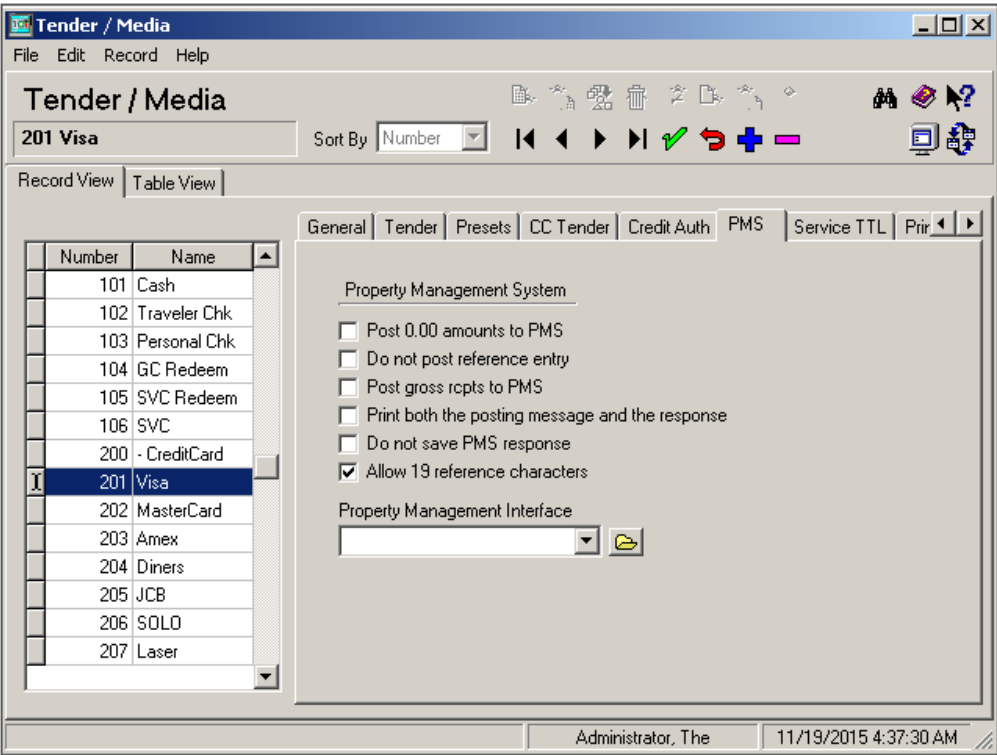 Tender / Media
File Edit Record Help
Tender / Media
201 Visa
Sort By Number
Record View Table View
General Tender Presets CC Tender Credit Auth PMS Service TTL Prir
Number Name
101 Cash
102 Traveler Chk
103 Personal Chk
104 GC Redeem
105 SVC Redeem
106 SVC
200 - CreditCard
201 Visa
202 MasterCard
203 Amex
204 Diners
205 JCB
206 SOLO
207 Laser
Property Management System
Post 0.00 amounts to PMS
Do not post reference entry
Post gross rcpts to PMS
Print both the posting message and the response
Do not save PMS response
Allow 19 reference characters
Property Management Interface
Administrator, The 11/19/2015 4:37:30 AM